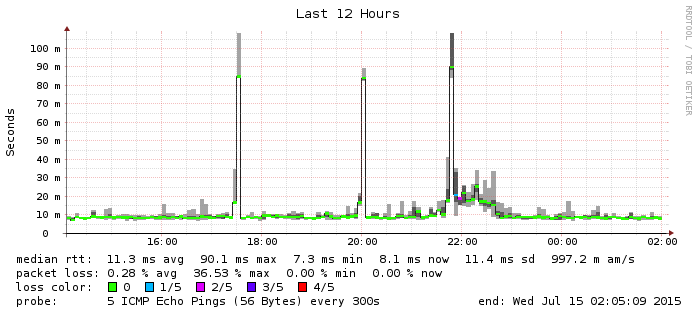 Last 12 Hours
RRDTOOL / TOBI OETIKER
Seconds
100 m
90 m
80 m
70 m
60 m
50 m
40 m
30 m
20 m
10 m
0
16:00 18:00 20:00 22:00 00:00 02:00
median rtt: 11.3 ms avg 90.1 ms max 7.3 ms min 8.1 ms now 11.4 ms sd 997.2 m am/s
packet loss: 0.28 % avg 36.53 % max 0.00 % min 0.00 % now
loss color: 0 1/5 2/5 3/5 4/5
probe: 5 ICMP Echo Pings (56 Bytes) every 300s end: Wed Jul 15 02:05:09 2015